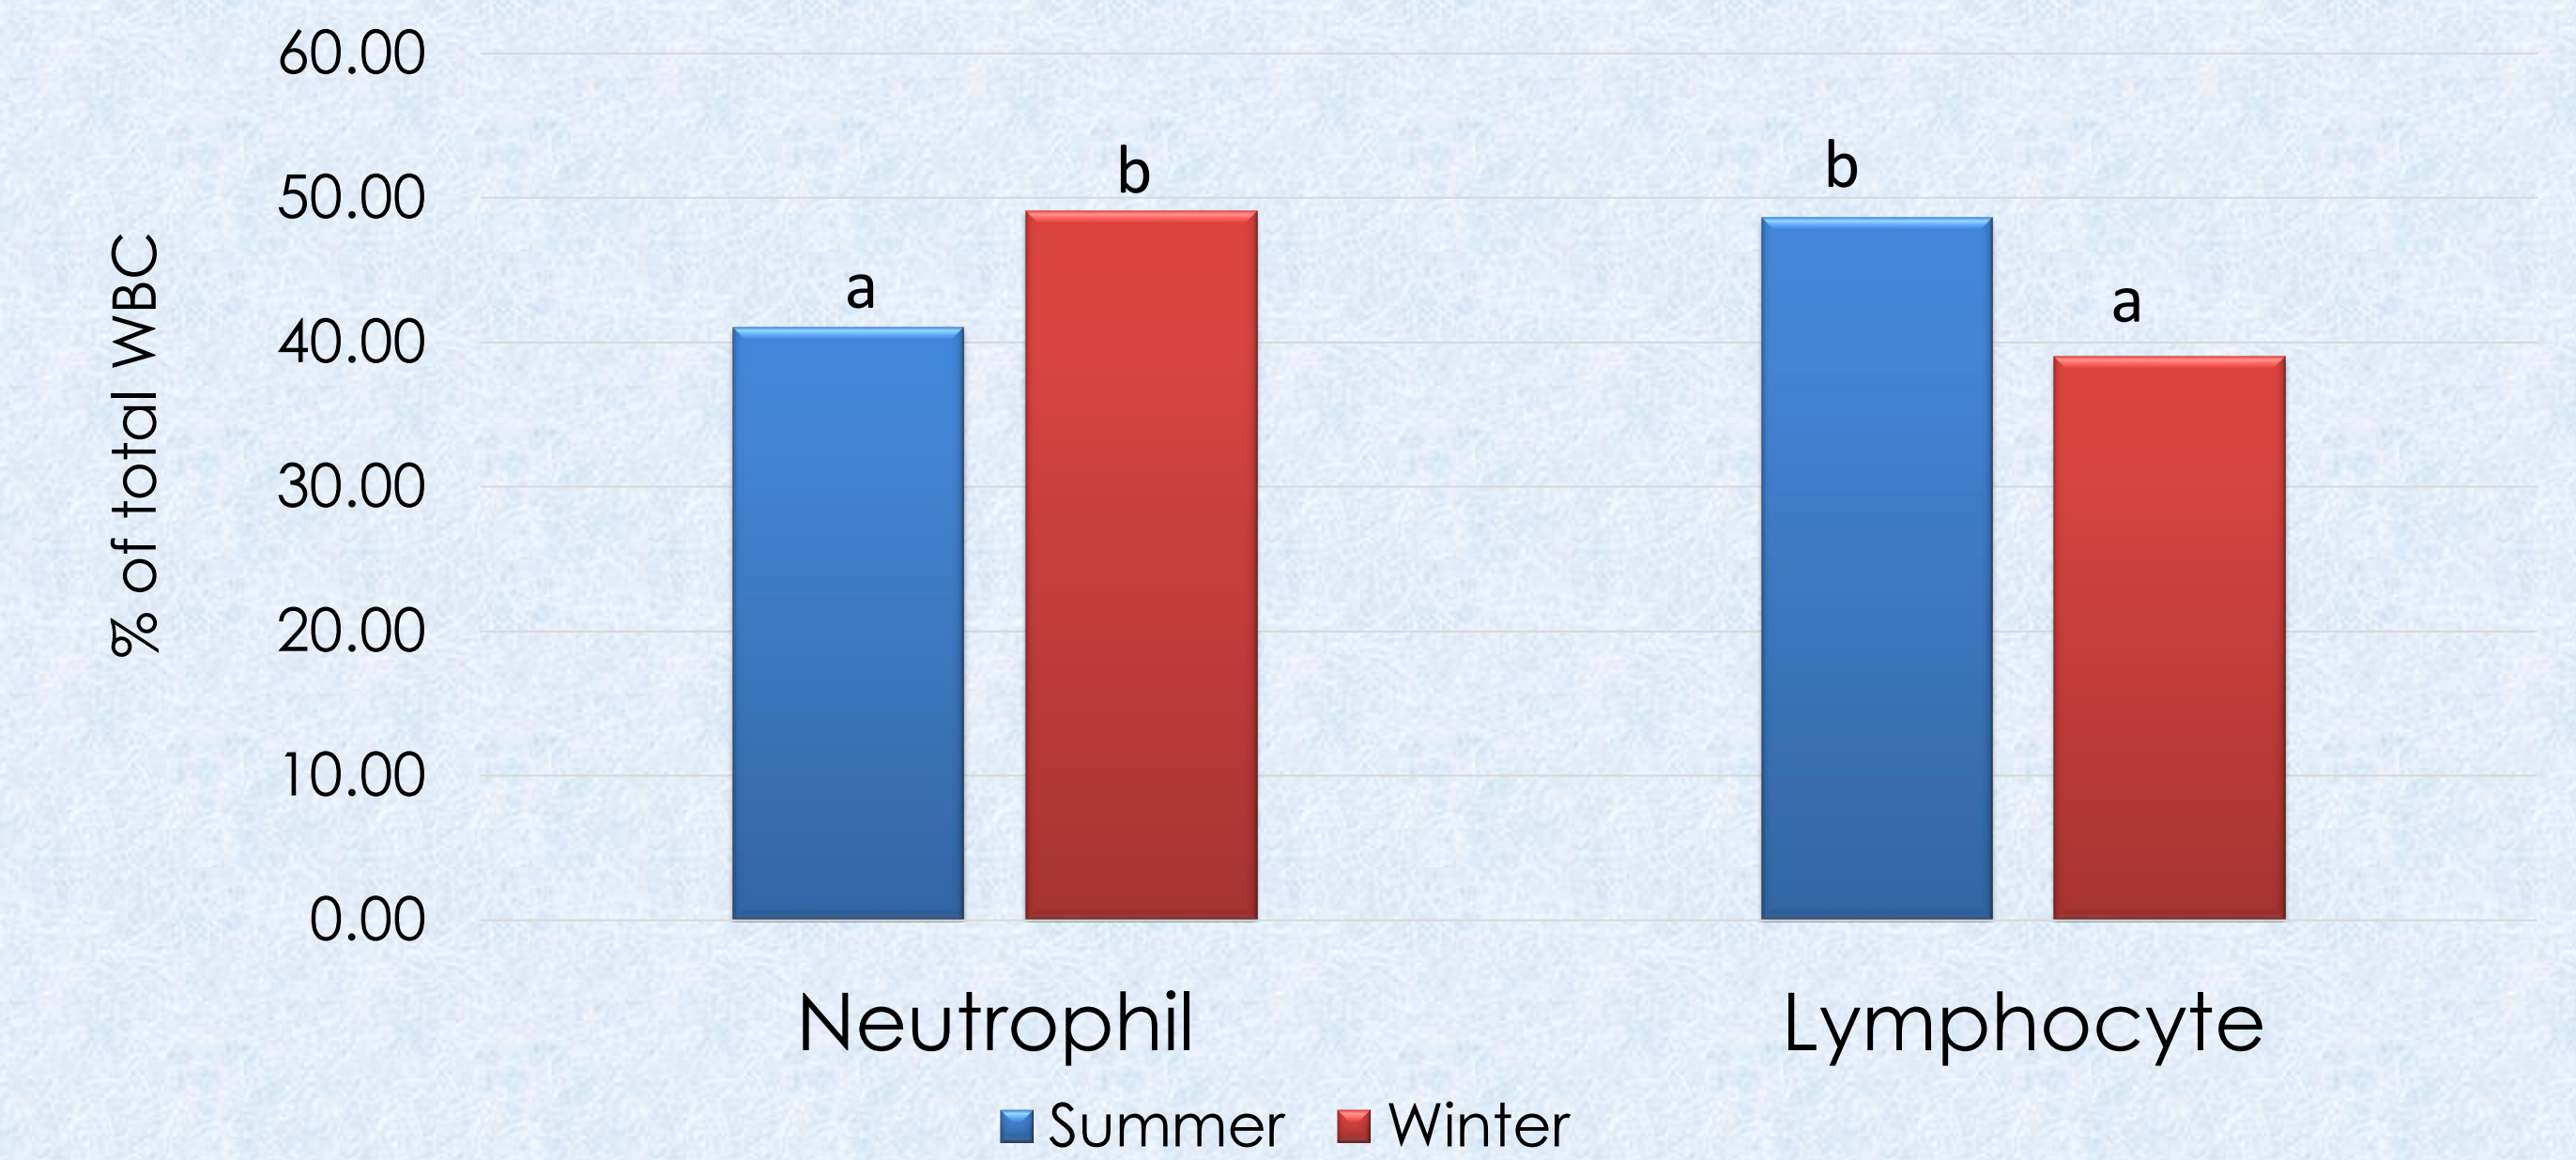 % of total WBC
60.00
50.00
40.00
30.00
20.00
10.00
0.00
a
b
b
a
Neutrophil
Lymphocyte
Summer
Winter